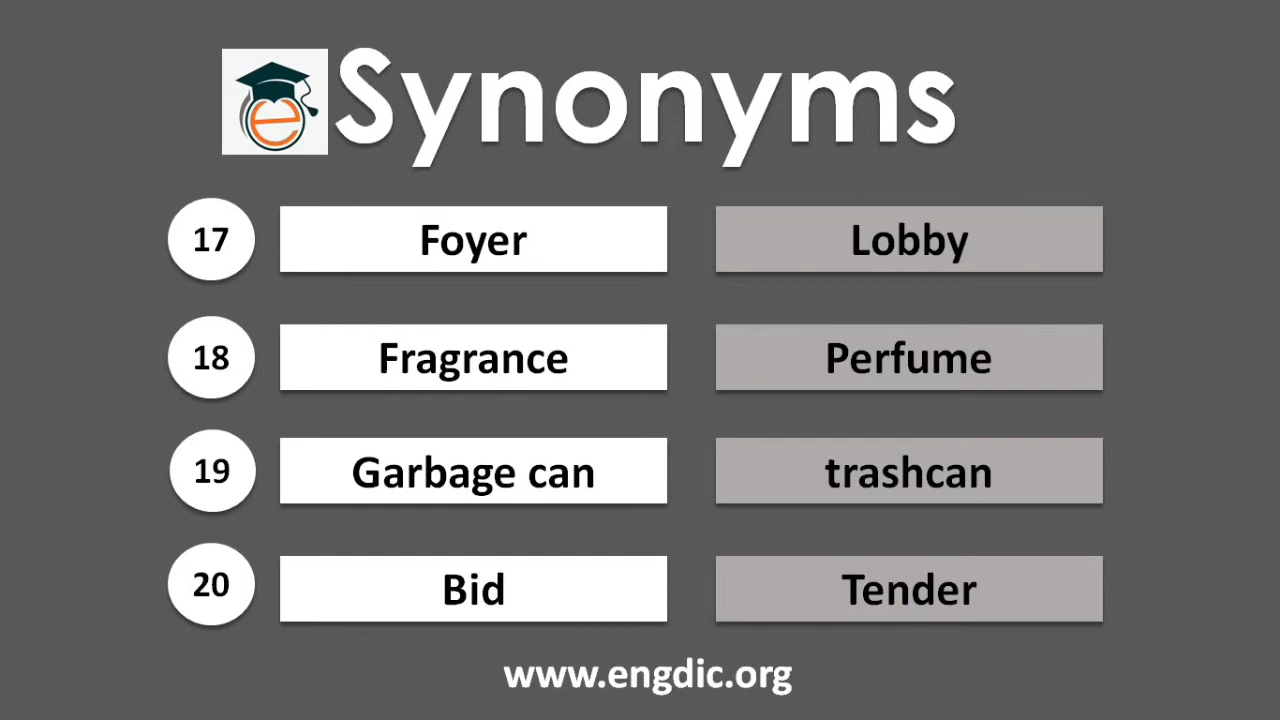 Synonyms
17 Foyer Lobby
18 Fragrance Perfume
19 Garbage can trashcan
20 Bid Tender
www.engdic.org